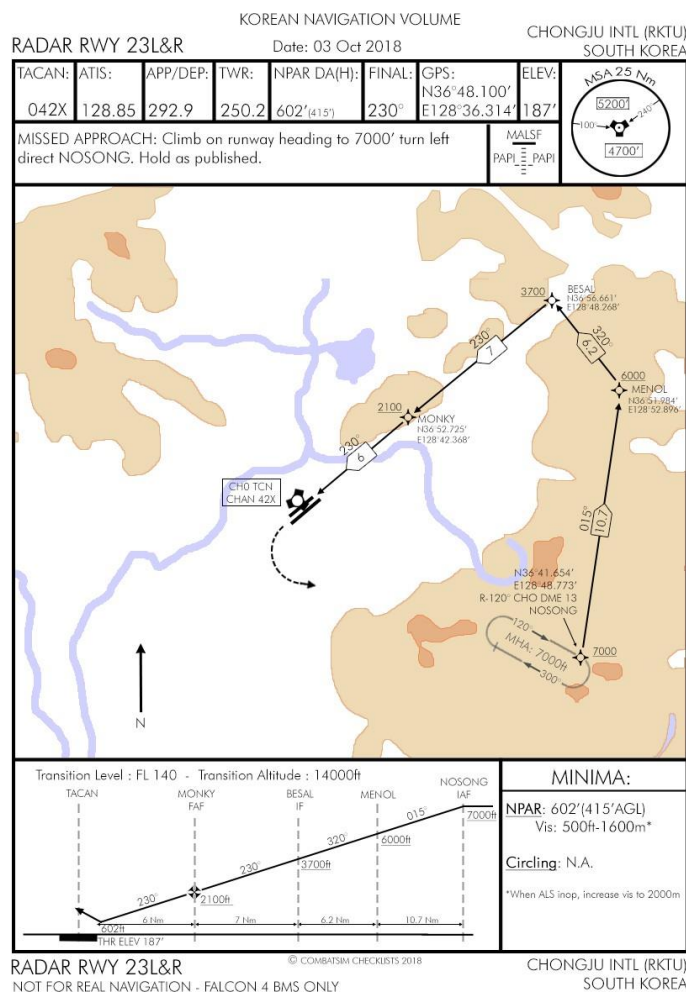 KOREAN NAVIGATION VOLUME
RADAR RWY 23L&R
Date: 03 Oct 2018
CHONGJU INTL (RKTU)
SOUTH KOREA
TACAN: ATIS: APP/DEP: TWR: NPAR DA(H): FINAL: GPS: ELEV:
042X 128.85 292.9 250.2 602'(415') 230° N36°48.100' E128°36.314' 187'
MSA 25 Nm
5200'
100°
240°
4700'
MISSED APPROACH: Climb on runway heading to 7000' turn left
direct NOSONG. Hold as published.
MALSF
PAPI PAPI
3700
BESAL
N36°56.661'
E128°48.268'
230°
7
320°
6.2
6000
MENOL
N36°51.984'
E128°52.896'
2100
MONKY
N36°52.725'
E128°42.368'
230°
6
CH0 TCN
CHAN 42X
015°
10.7
N36°41.654'
E128°48.773'
R-120° CHO DME 13
NOSONG
120°
MHA: 7000ft
300°
7000
N
Transition Level : FL 140 - Transition Altitude : 14000ft
TACAN MONKY BESAL MENOL NOSONG
FAF IF IAF
015°
7000ft
320°
6000ft
230°
3700ft
230°
2100ft
602ft
6 Nm 7 Nm 6.2 Nm 10.7 Nm
THR ELEV 187'
MINIMA:
NPAR: 602'(415'AGL)
Vis: 500ft-1600m*
Circling: N.A.
*When ALS inop, increase vis to 2000m
RADAR RWY 23L&R
© COMBATSIM CHECKLISTS 2018
CHONGJU INTL (RKTU)
NOT FOR REAL NAVIGATION - FALCON 4 BMS ONLY
SOUTH KOREA